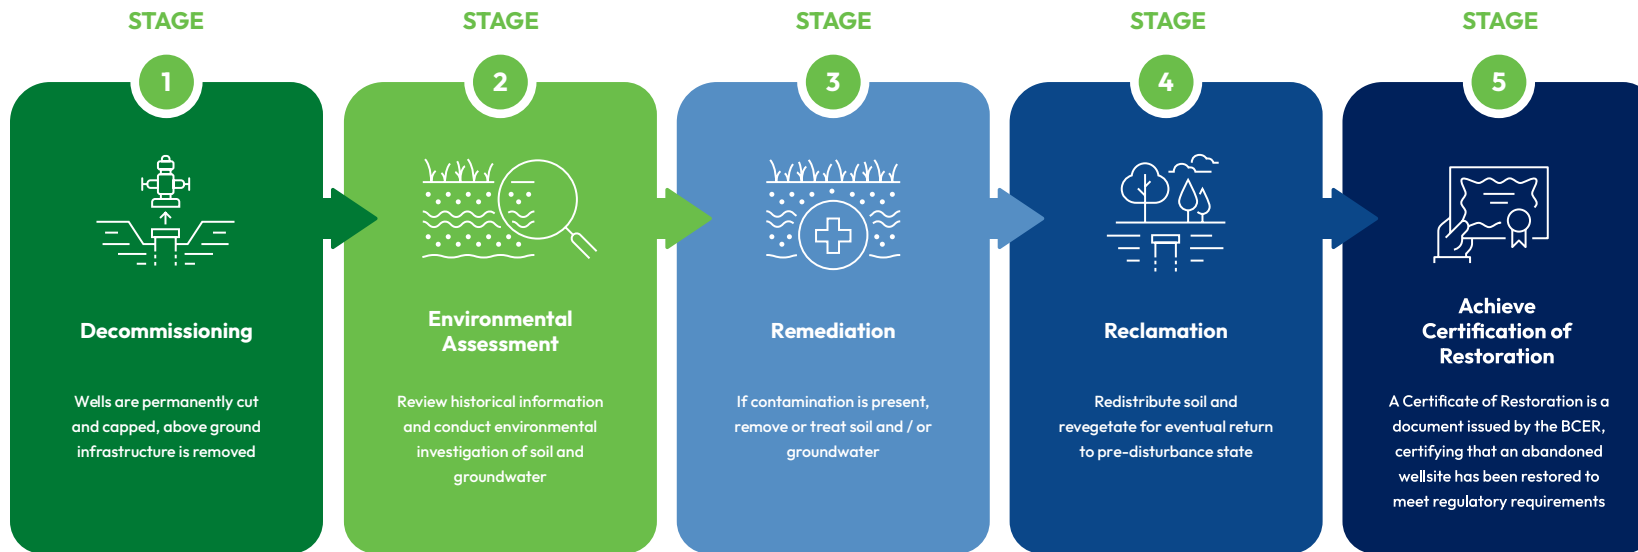 STAGE
1
Decommissioning
Wells are permanently cut
and capped, above ground
infrastructure is removed
STAGE
2
Environmental
Assessment
Review historical information
and conduct environmental
investigation of soil and
groundwater
STAGE
3
Remediation
If contamination is present,
remove or treat soil and / or
groundwater
STAGE
4
Reclamation
Redistribute soil and
revegetate for eventual return
to pre-disturbance state
STAGE
5
Achieve
Certification of
Restoration
A Certificate of Restoration is a
document issued by the BCER,
certifying that an abandoned
wellsite has been restored to
meet regulatory requirements